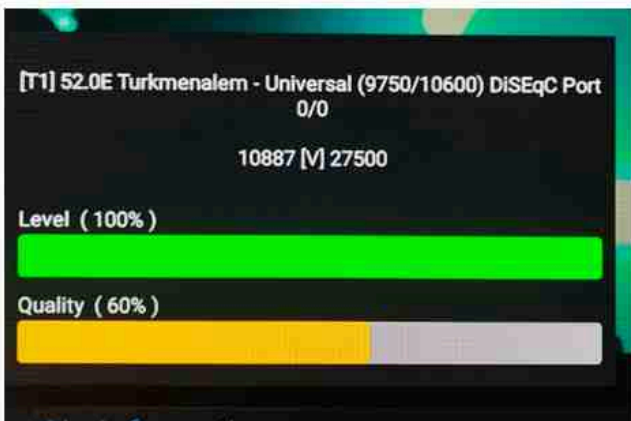 [T1] 52.0E Turkmenalem - Universal (9750/10600) DiSEqC Port
0/0
10887 [V] 27500
Level ( 100% )
Quality ( 60% )